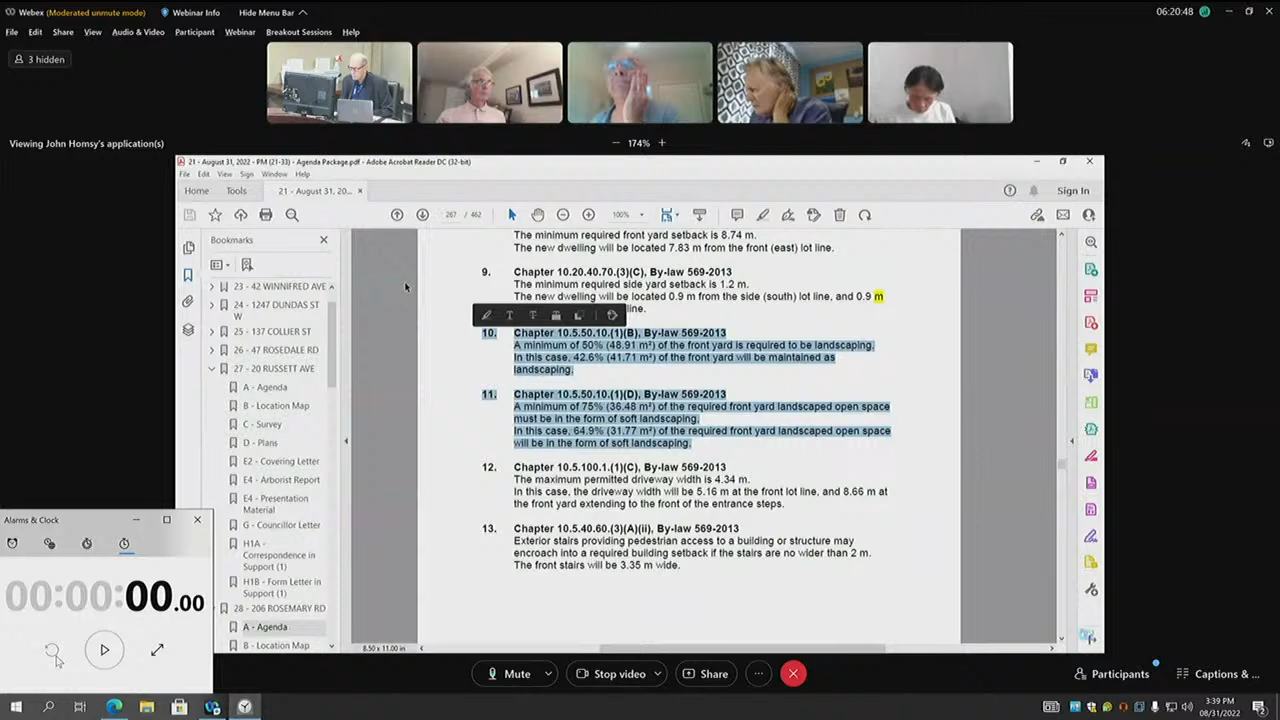 Webex (Moderated unmute mode) Webinar Info Hide Menu Bar 06:20:48
File Edit Share View Audio & Video Participant Webinar Breakout Sessions Help
3 hidden
Viewing John Homsy's application(s) 174%
21 - August 31, 2022 - PM (21-33) - Agenda Package.pdf - Adobe Acrobat Reader DC (32-bit)
File Edit View Sign Window Help
Home Tools 21 - August 31, 20... Sign In
267 / 462 100%
Bookmarks
23 - 42 WINNIFRED AVE
24 - 1247 DUNDAS ST
W
25 - 137 COLLIER ST
26 - 47 ROSEDALE RD
27 - 20 RUSSETT AVE
A - Agenda
B - Location Map
C - Survey
D - Plans
E2 - Covering Letter
E4 - Arborist Report
E4 - Presentation
Material
G - Councillor Letter
H1A -
Correspondence in
Support (1)
H1B - Form Letter in
Support (2)
28 - 206 ROSEMARY RD
A - Agenda
B - Location Map
The minimum required front yard setback is 8.74 m.
The new dwelling will be located 7.83 m from the front (east) lot line.
9. Chapter 10.20.40.70.(3)(C), By-law 569-2013
The minimum required side yard setback is 1.2 m.
The new dwelling will be located 0.9 m from the side (south) lot line, and 0.9 m
line.
10. Chapter 10.5.50.10.(1)(B), By-law 569-2013
A minimum of 50% (48.91 m²) of the front yard is required to be landscaping.
In this case, 42.6% (41.71 m²) of the front yard will be maintained as
landscaping.
11. Chapter 10.5.50.10.(1)(D), By-law 569-2013
A minimum of 75% (36.48 m²) of the required front yard landscaped open space
must be in the form of soft landscaping.
In this case, 64.9% (31.77 m²) of the required front yard landscaped open space
will be in the form of soft landscaping.
12. Chapter 10.5.100.1.(1)(C), By-law 569-2013
The maximum permitted driveway width is 4.34 m.
In this case, the driveway width will be 5.16 m at the front lot line, and 8.66 m at
the front yard extending to the front of the entrance steps.
13. Chapter 10.5.40.60.(3)(A)(ii), By-law 569-2013
Exterior stairs providing pedestrian access to a building or structure may
encroach into a required building setback if the stairs are no wider than 2 m.
The front stairs will be 3.35 m wide.
8.50 x 11.00 in
Alarms & Clock
00:00:00.00
Mute Stop video Share Participants Captions & ...
3:39 PM
08/31/2022